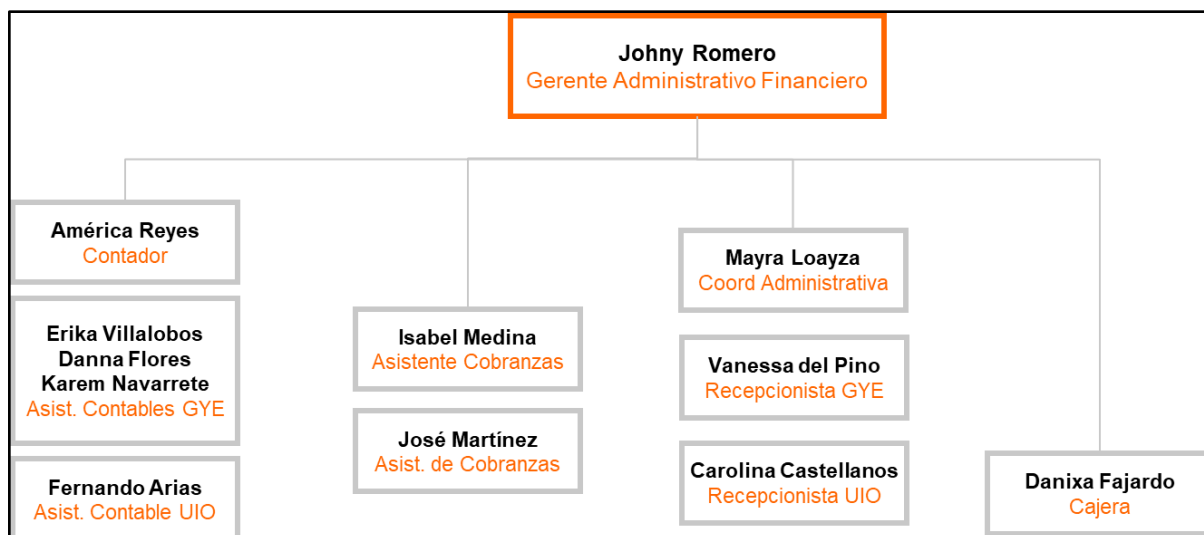 Johny Romero
Gerente Administrativo Financiero
América Reyes
Contador
Erika Villalobos
Danna Flores
Karem Navarrete
Asist. Contables GYE
Fernando Arias
Asist. Contable UIO
Isabel Medina
Asistente Cobranzas
José Martínez
Asist. de Cobranzas
Mayra Loayza
Coord Administrativa
Vanessa del Pino
Recepcionista GYE
Carolina Castellanos
Recepcionista UIO
Danixa Fajardo
Cajera